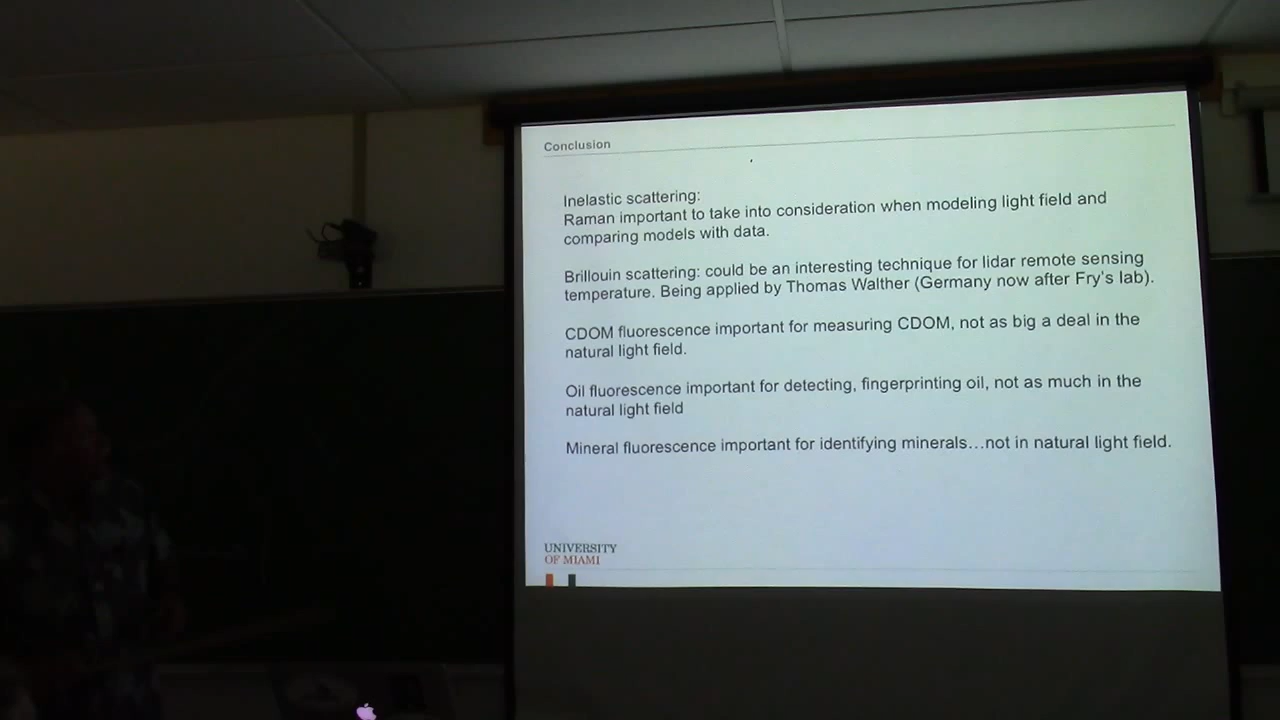 Conclusion
Inelastic scattering:
Raman important to take into consideration when modeling light field and
comparing models with data.
Brillouin scattering: could be an interesting technique for lidar remote sensing
temperature. Being applied by Thomas Walther (Germany now after Fry's lab).
CDOM fluorescence important for measuring CDOM, not as big a deal in the
natural light field.
Oil fluorescence important for detecting, fingerprinting oil, not as much in the
natural light field
Mineral fluorescence important for identifying minerals…not in natural light field.
UNIVERSITY
OF MIAMI